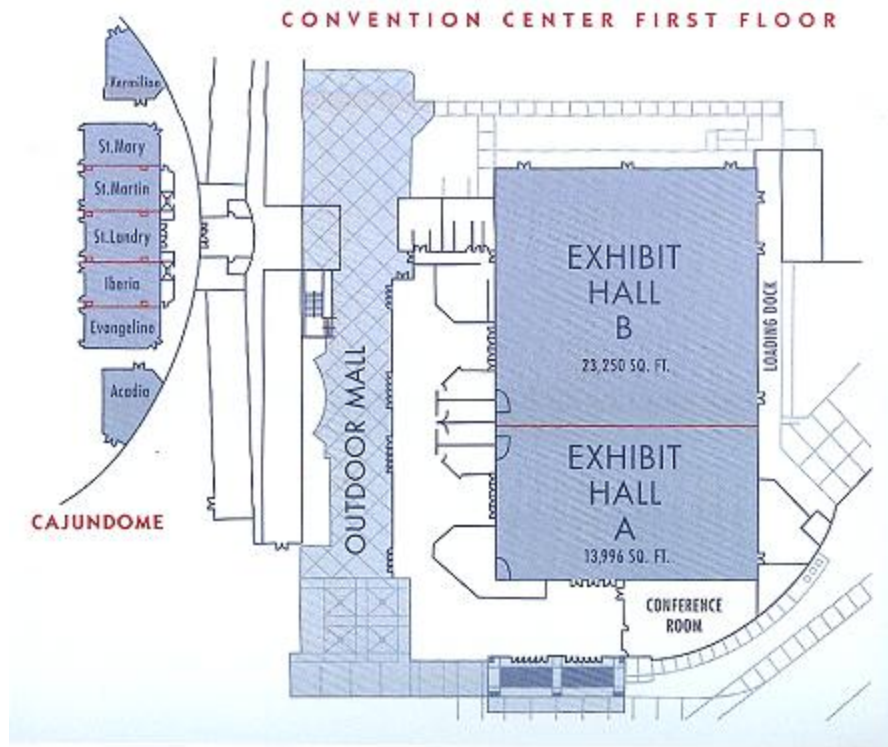 CONVENTION CENTER FIRST FLOOR
Vermilion
St.Mary
St.Martin
St.Landry
Iberia
Evangeline
Acadia
CAJUNDOME
OUTDOOR MALL
EXHIBIT
HALL
B
23,250 SQ. FT.
LOADING DOCK
EXHIBIT
HALL
A
13,996 SQ. FT.
CONFERENCE
ROOM